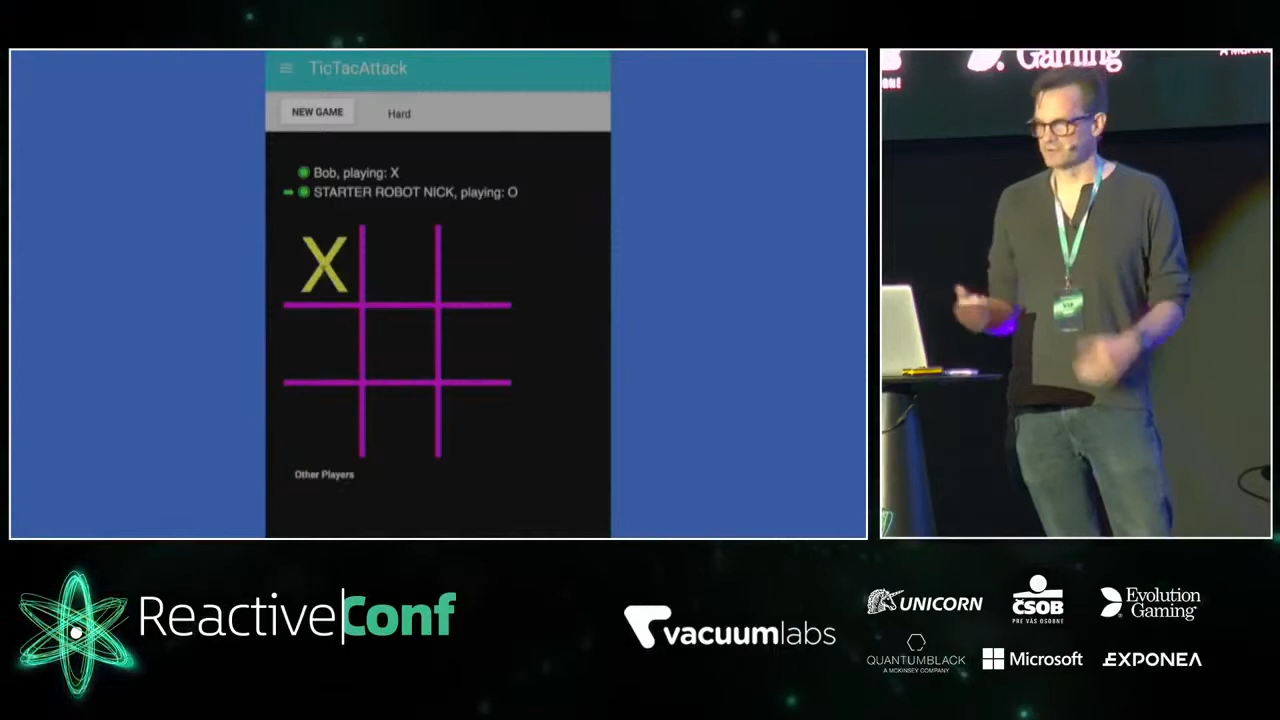 TicTacAttack
NEW GAME
Hard
Bob, playing: X
STARTER ROBOT NICK, playing: O
X
Other Players
Gaming
ReactiveConf
vacuumlabs
UNICORN
ČSOB
PRE VÁS OSOBNE
Evolution
Gaming
QUANTUMBLACK
A MCKINSEY COMPANY
Microsoft
EXPONEA